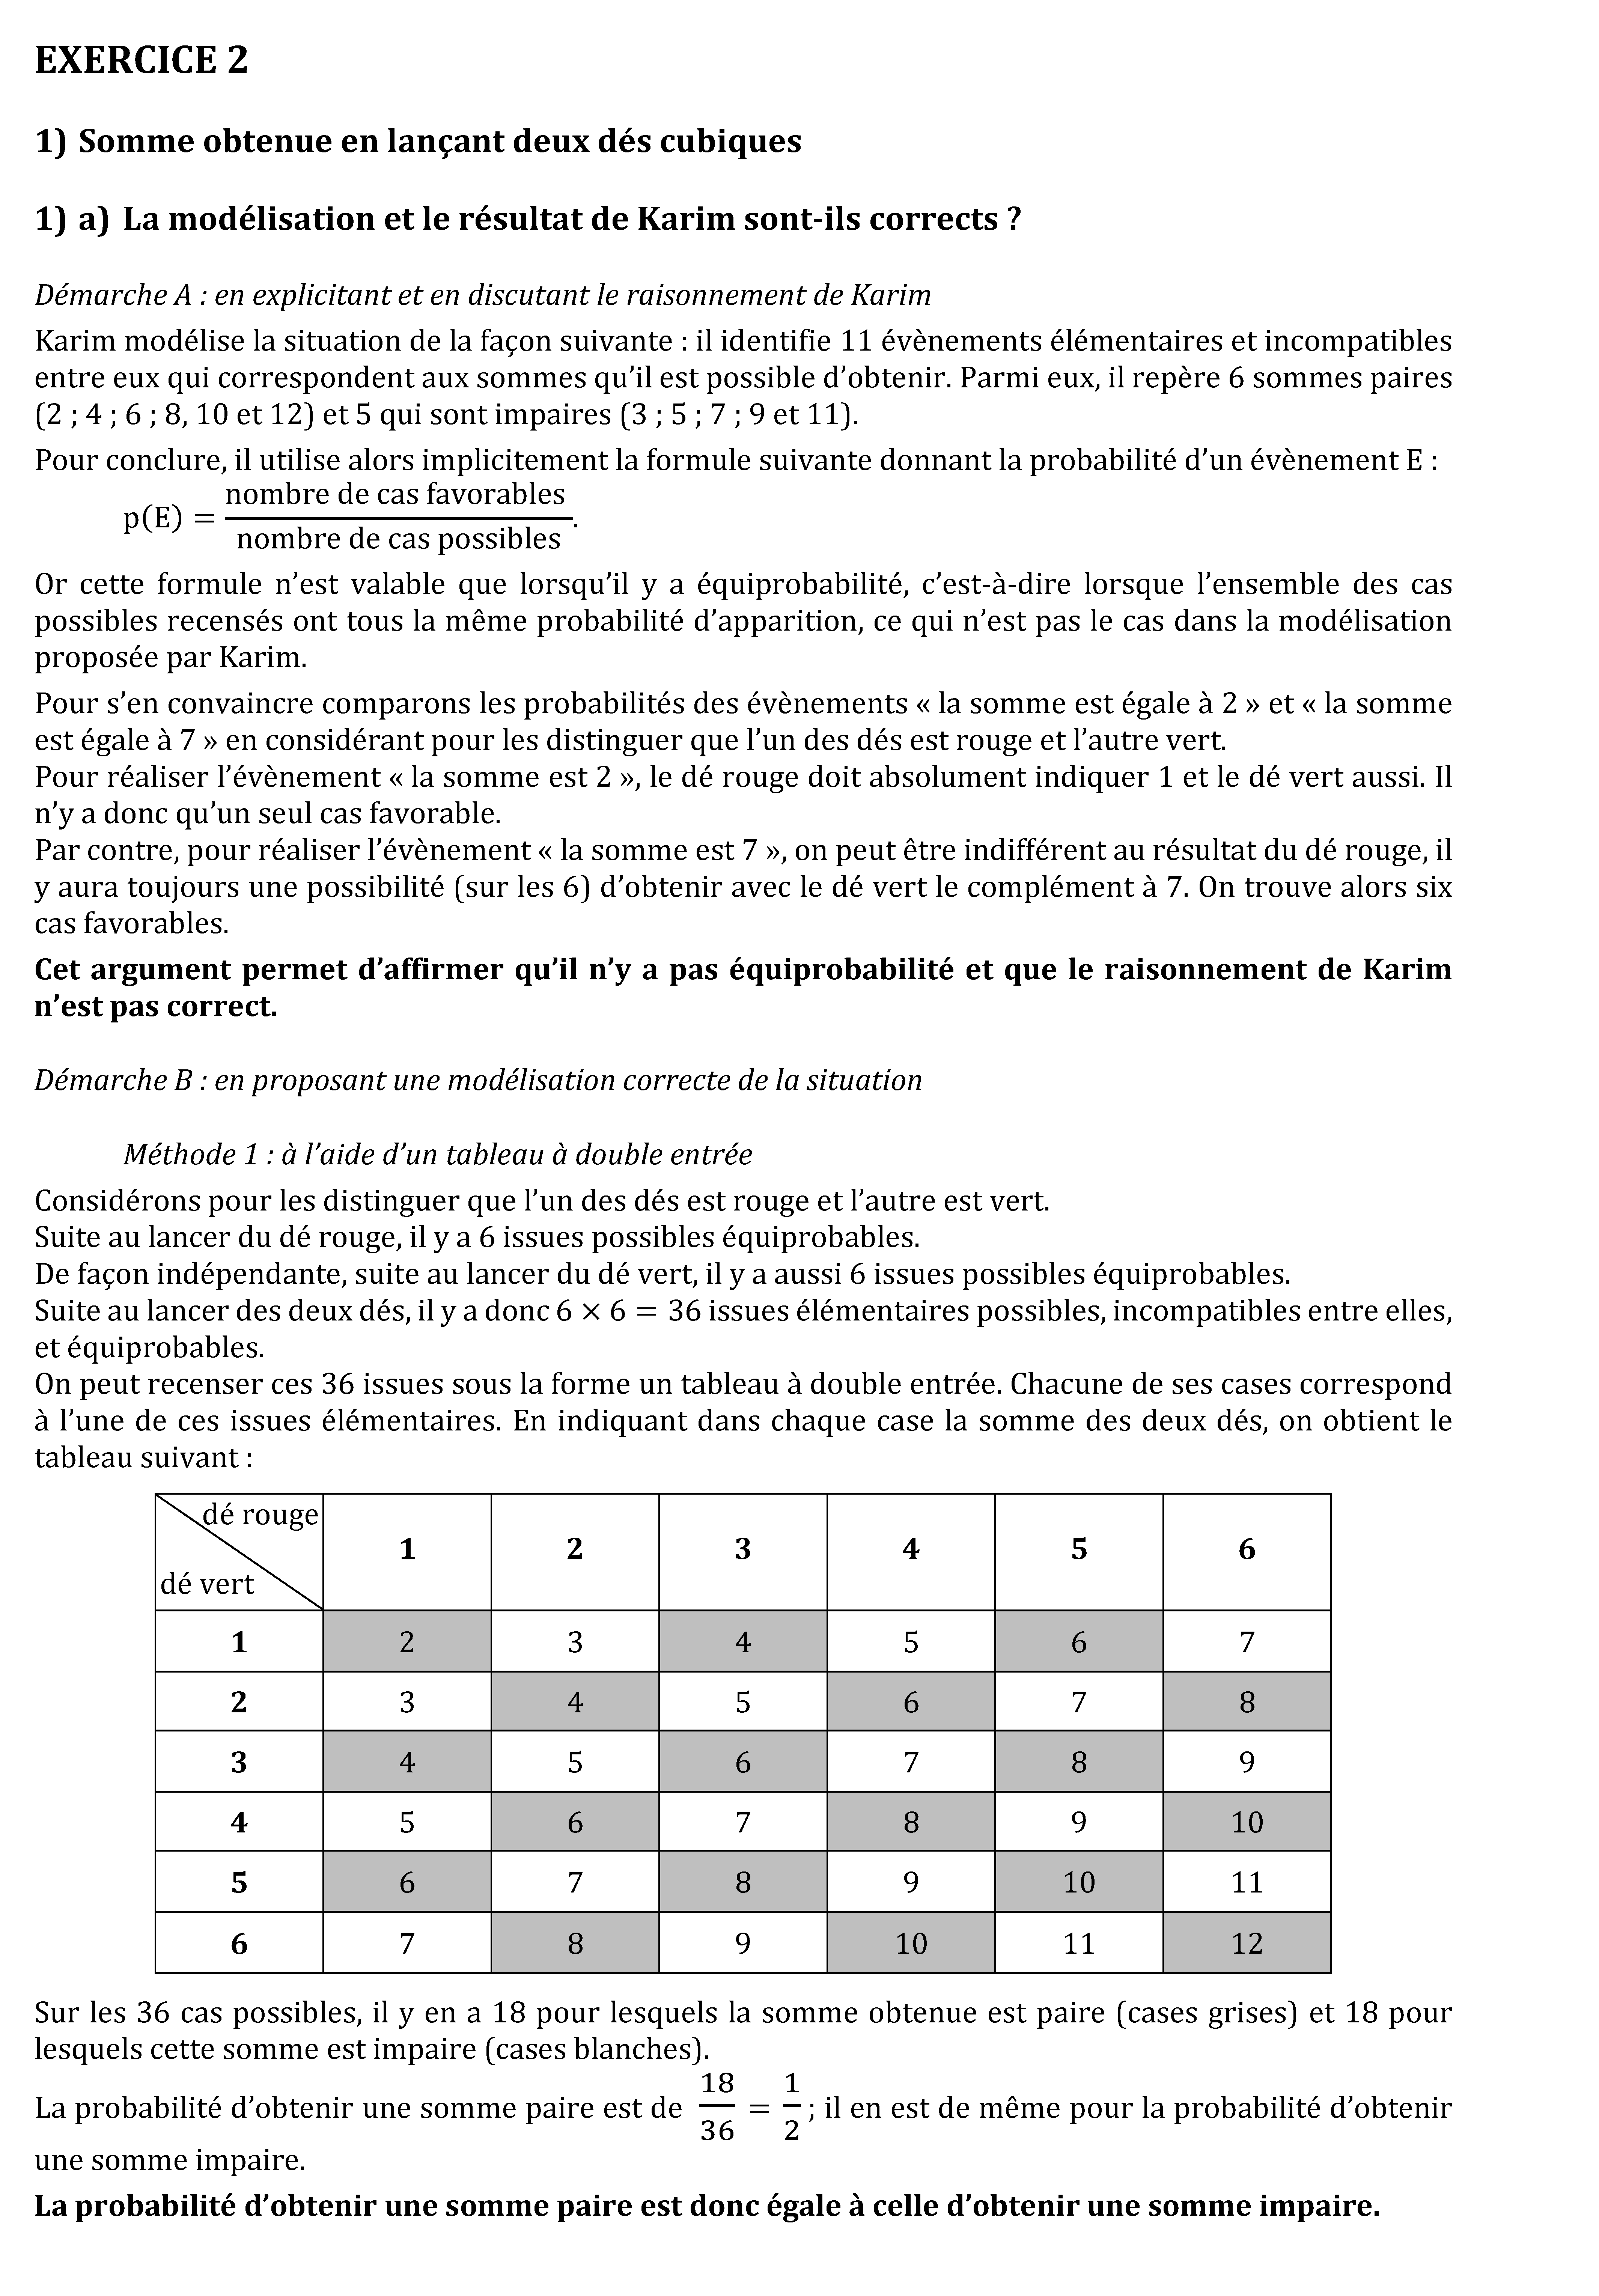 EXERCICE 2
1) Somme obtenue en lançant deux dés cubiques
1) a) La modélisation et le résultat de Karim sont-ils corrects ?
Démarche A : en explicitant et en discutant le raisonnement de Karim
Karim modélise la situation de la façon suivante : il identifie 11 évènements élémentaires et incompatibles
entre eux qui correspondent aux sommes qu’il est possible d’obtenir. Parmi eux, il repère 6 sommes paires
(2 ; 4 ; 6 ; 8, 10 et 12) et 5 qui sont impaires (3 ; 5 ; 7 ; 9 et 11).
Pour conclure, il utilise alors implicitement la formule suivante donnant la probabilité d’un évènement E :
p(E) = nombre de cas favorables / nombre de cas possibles.
Or cette formule n’est valable que lorsqu’il y a équiprobabilité, c’est-à-dire lorsque l’ensemble des cas
possibles recensés ont tous la même probabilité d’apparition, ce qui n’est pas le cas dans la modélisation
proposée par Karim.
Pour s’en convaincre comparons les probabilités des évènements « la somme est égale à 2 » et « la somme
est égale à 7 » en considérant pour les distinguer que l’un des dés est rouge et l’autre vert.
Pour réaliser l’évènement « la somme est 2 », le dé rouge doit absolument indiquer 1 et le dé vert aussi. Il
n’y a donc qu’un seul cas favorable.
Par contre, pour réaliser l’évènement « la somme est 7 », on peut être indifférent au résultat du dé rouge, il
y aura toujours une possibilité (sur les 6) d’obtenir avec le dé vert le complément à 7. On trouve alors six
cas favorables.
Cet argument permet d’affirmer qu’il n’y a pas équiprobabilité et que le raisonnement de Karim
n’est pas correct.
Démarche B : en proposant une modélisation correcte de la situation
Méthode 1 : à l’aide d’un tableau à double entrée
Considérons pour les distinguer que l’un des dés est rouge et l’autre est vert.
Suite au lancer du dé rouge, il y a 6 issues possibles équiprobables.
De façon indépendante, suite au lancer du dé vert, il y a aussi 6 issues possibles équiprobables.
Suite au lancer des deux dés, il y a donc 6 × 6 = 36 issues élémentaires possibles, incompatibles entre elles,
et équiprobables.
On peut recenser ces 36 issues sous la forme un tableau à double entrée. Chacune de ses cases correspond
à l’une de ces issues élémentaires. En indiquant dans chaque case la somme des deux dés, on obtient le
tableau suivant :
dé rouge
dé vert
1 2 3 4 5 6
1 2 3 4 5 6 7
2 3 4 5 6 7 8
3 4 5 6 7 8 9
4 5 6 7 8 9 10
5 6 7 8 9 10 11
6 7 8 9 10 11 12
Sur les 36 cas possibles, il y en a 18 pour lesquels la somme obtenue est paire (cases grises) et 18 pour
lesquels cette somme est impaire (cases blanches).
La probabilité d’obtenir une somme paire est de 18/36 = 1/2 ; il en est de même pour la probabilité d’obtenir
une somme impaire.
La probabilité d’obtenir une somme paire est donc égale à celle d’obtenir une somme impaire.